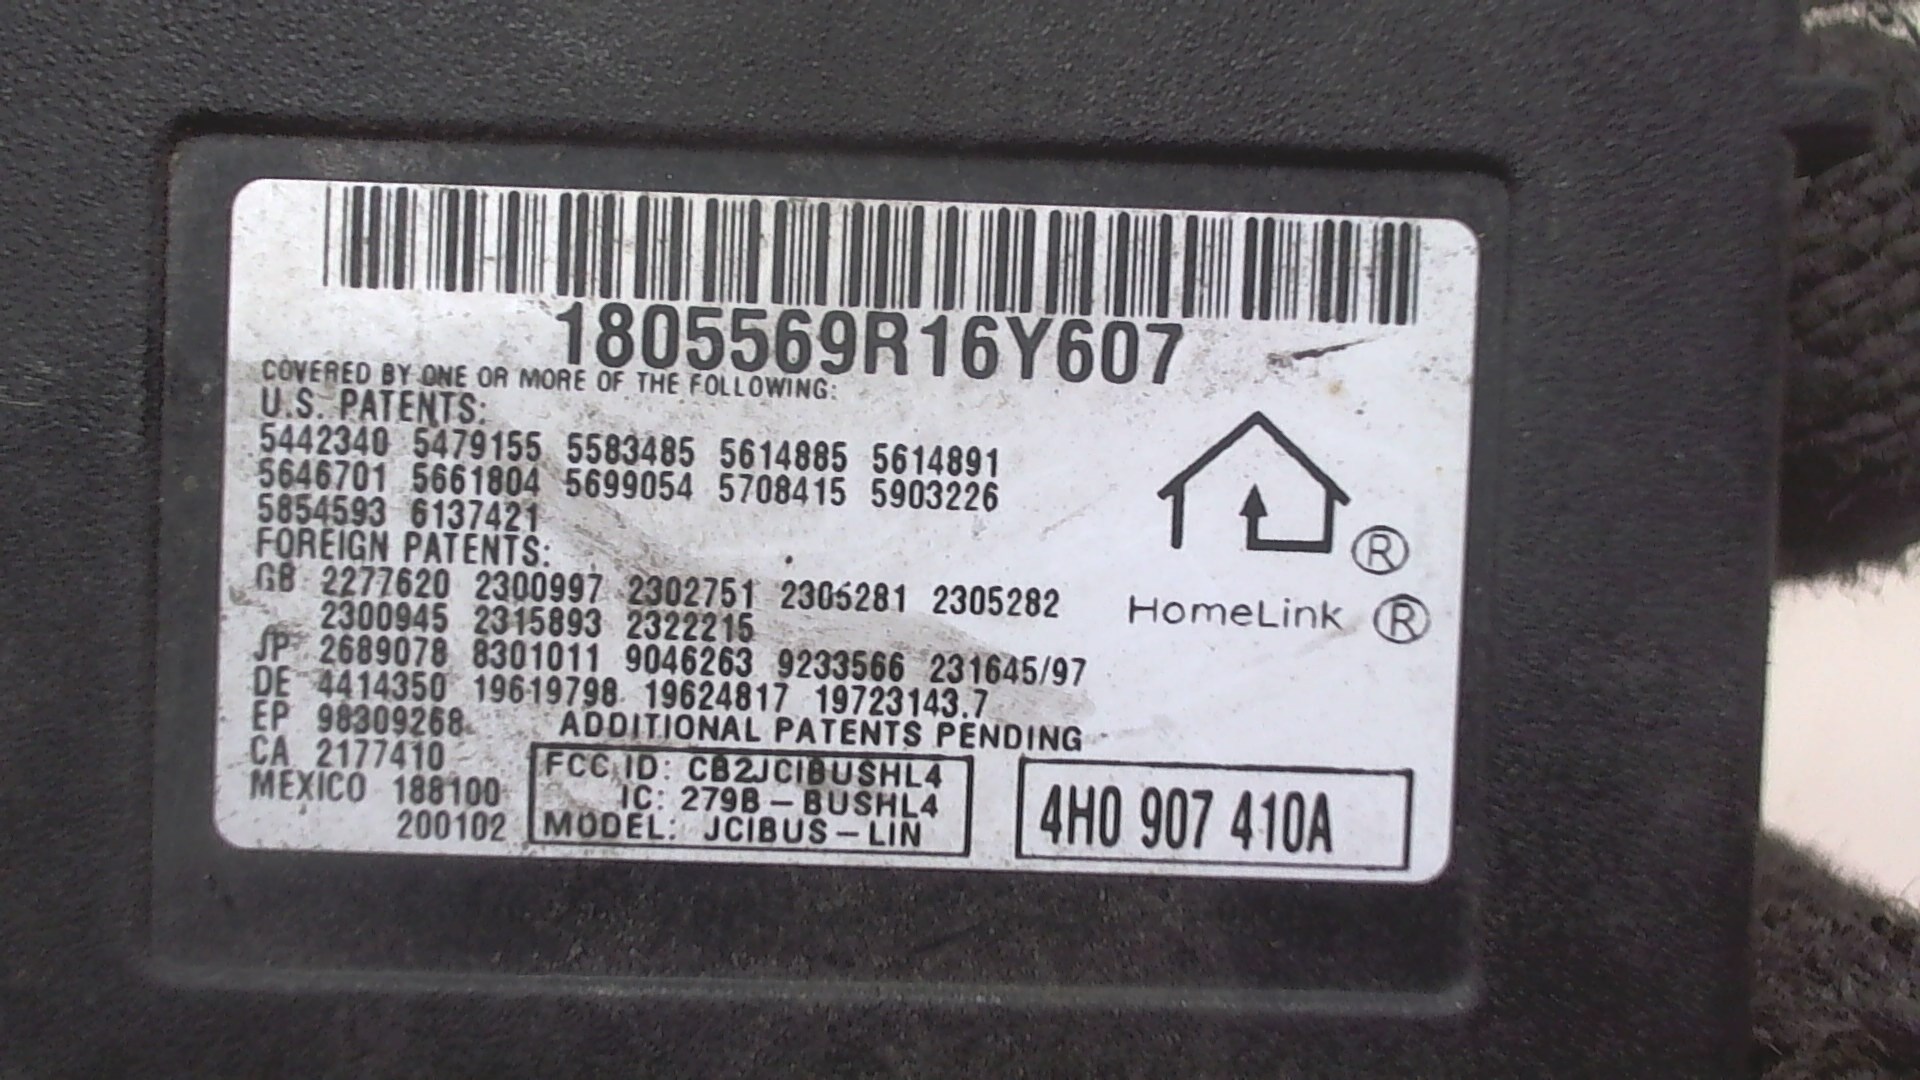 1805569R16Y607
COVERED BY ONE OR MORE OF THE FOLLOWING:
U.S. PATENTS:
5442340 5479155 5583485 5614885 5614891
5646701 5661804 5699054 5708415 5903226
5854593 6137421
FOREIGN PATENTS:
GB 2277620 2300997 2302751 2305281 2305282
2300945 2315893 2322215
JP 2689078 8301011 9046263 9233566 231645/97
DE 4414350 19619798 19624817 19723143.7
EP 98309268
ADDITIONAL PATENTS PENDING
CA 2177410
MEXICO 188100
200102
FCC ID: CB2JCIBUSHL4
IC: 279B-BUSHL4
MODEL: JCIBUS-LIN
®
HomeLink ®
4H0 907 410A